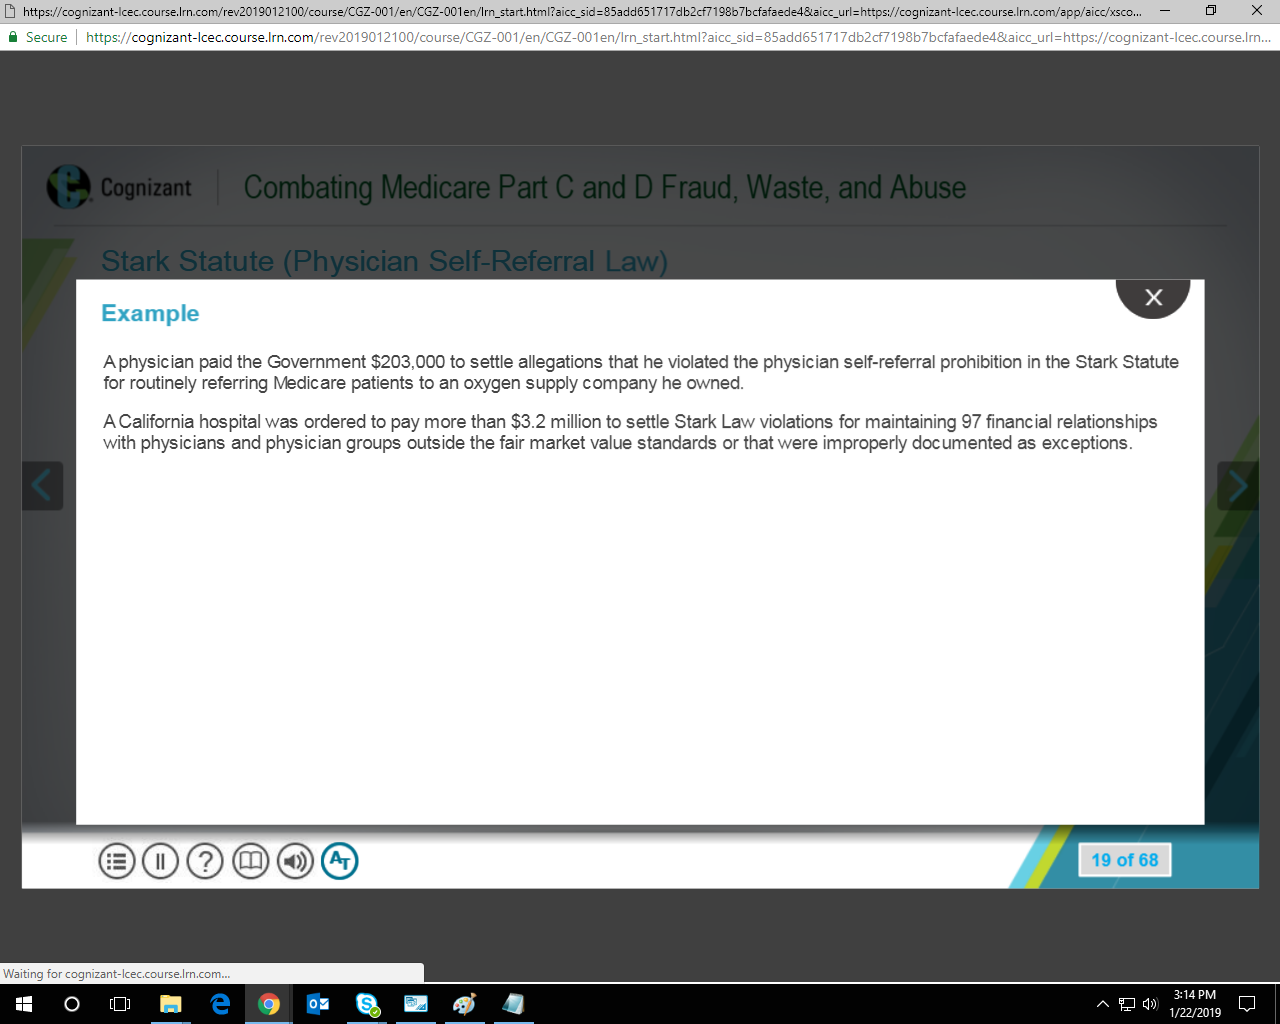 https://cognizant-lcec.course.lrn.com/rev2019012100/course/CGZ-001/en/CGZ-001en/lrn_start.html?aicc_sid=85add651717db2cf7198b7bcfafaede4&aicc_url=https://cognizant-lcec.course.lrn.com/app/aicc/xsco...
Secure https://cognizant-lcec.course.lrn.com/rev2019012100/course/CGZ-001/en/CGZ-001en/lrn_start.html?aicc_sid=85add651717db2cf7198b7bcfafaede4&aicc_url=https://cognizant-lcec.course.lrn...
Cognizant Combating Medicare Part C and D Fraud, Waste, and Abuse
Stark Statute (Physician Self-Referral Law)
Example
X
A physician paid the Government $203,000 to settle allegations that he violated the physician self-referral prohibition in the Stark Statute
for routinely referring Medicare patients to an oxygen supply company he owned.
A California hospital was ordered to pay more than $3.2 million to settle Stark Law violations for maintaining 97 financial relationships
with physicians and physician groups outside the fair market value standards or that were improperly documented as exceptions.
? AT 19 of 68
Waiting for cognizant-lcec.course.lrn.com...
3:14 PM
1/22/2019